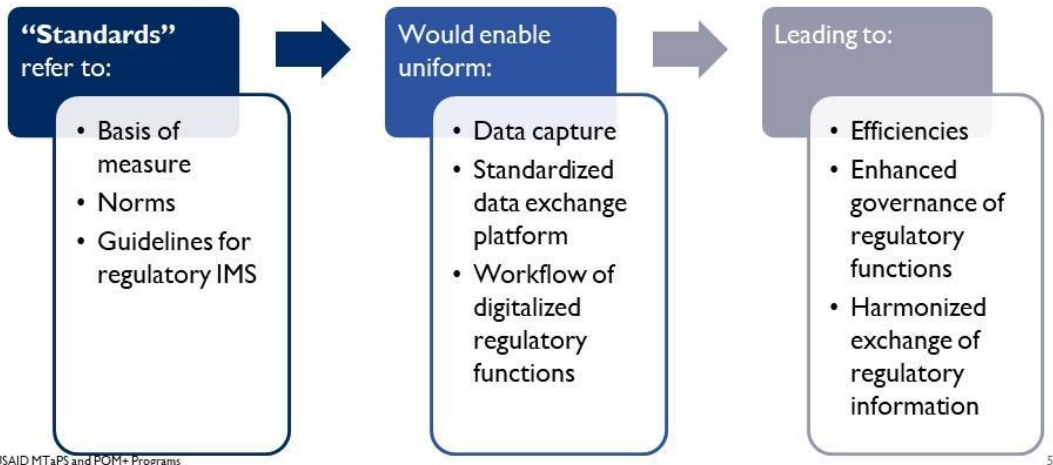 “Standards”
refer to:
• Basis of
measure
• Norms
• Guidelines for
regulatory IMS
Would enable
uniform:
• Data capture
• Standardized
data exchange
platform
• Workflow of
digitalized
regulatory
functions
Leading to:
• Efficiencies
• Enhanced
governance of
regulatory
functions
• Harmonized
exchange of
regulatory
information
USAID MTaPS and PQM+ Programs
5